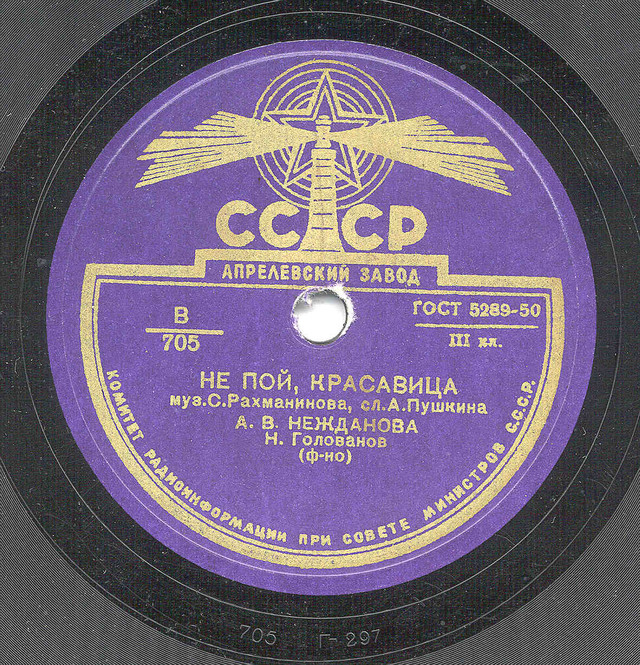 СССР
АПРЕЛЕВСКИЙ ЗАВОД
В
705
ГОСТ 5289-50
III кл.
НЕ ПОЙ, КРАСАВИЦА
муз.С.Рахманинова, сл.А.Пушкина
А. В. НЕЖДАНОВА
Н. Голованов
(ф-но)
КОМИТЕТ РАДИОИНФОРМАЦИИ ПРИ СОВЕТЕ МИНИСТРОВ С.С.С.Р.
705 Г-297